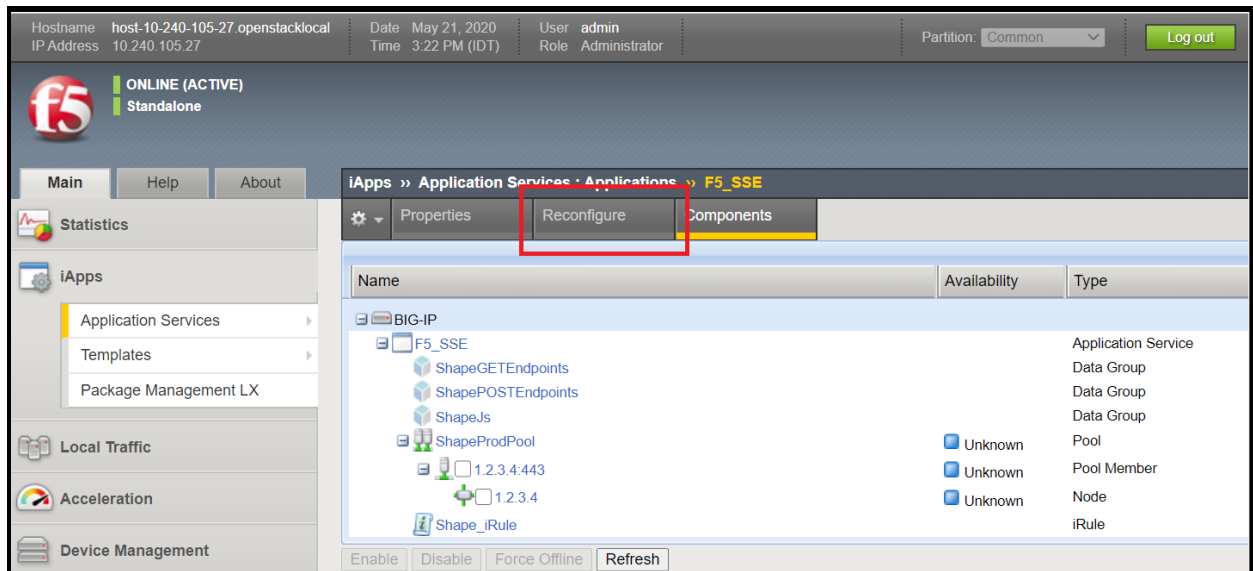 Hostname host-10-240-105-27.openstacklocal Date May 21, 2020 User admin
IP Address 10.240.105.27 Time 3:22 PM (IDT) Role Administrator
Partition: Common Log out
f5
ONLINE (ACTIVE)
Standalone
Main Help About
iApps ›› Application Services : Applications ›› F5_SSE
Properties Reconfigure Components
Statistics
iApps
Application Services
Templates
Package Management LX
Local Traffic
Acceleration
Device Management
Name Availability Type
BIG-IP
F5_SSE Application Service
ShapeGETEndpoints Data Group
ShapePOSTEndpoints Data Group
ShapeJs Data Group
ShapeProdPool Unknown Pool
1.2.3.4:443 Unknown Pool Member
1.2.3.4 Unknown Node
Shape_iRule iRule
Enable Disable Force Offline Refresh